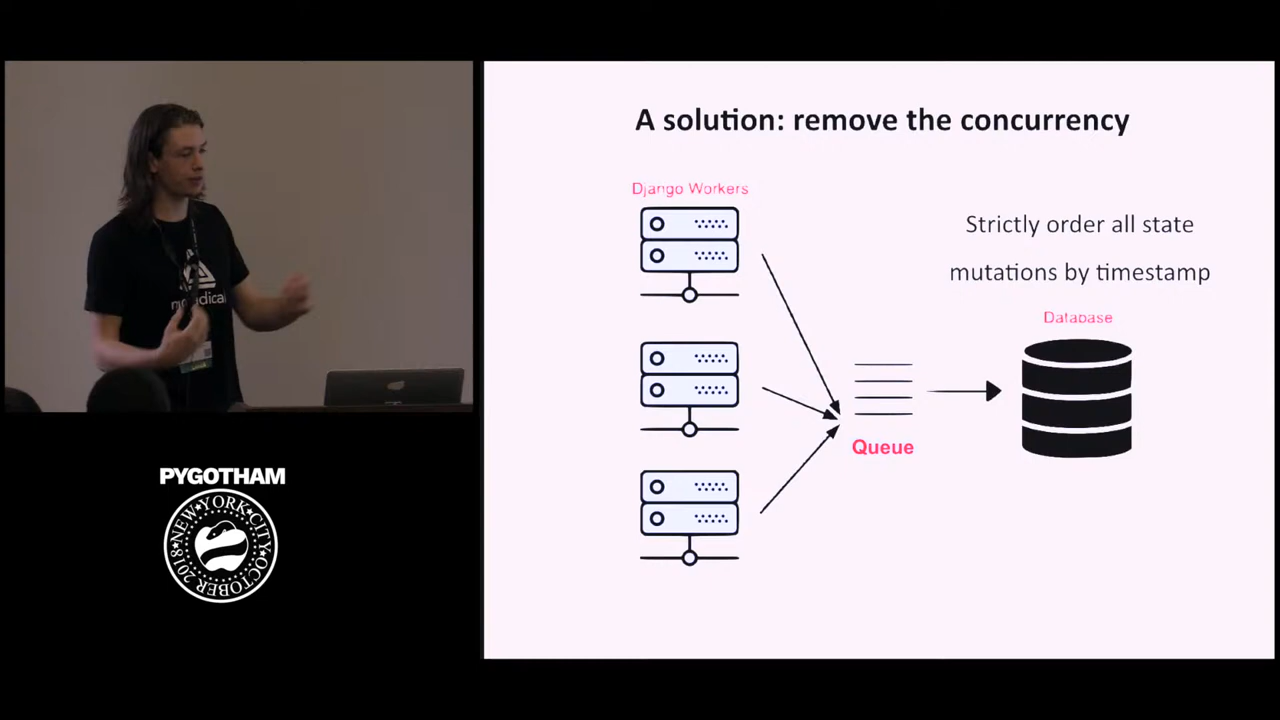 A solution: remove the concurrency
Django Workers
Strictly order all state
mutations by timestamp
Database
Queue
PYGOTHAM
NEW★YORK★CITY★OCTOBER★2018★